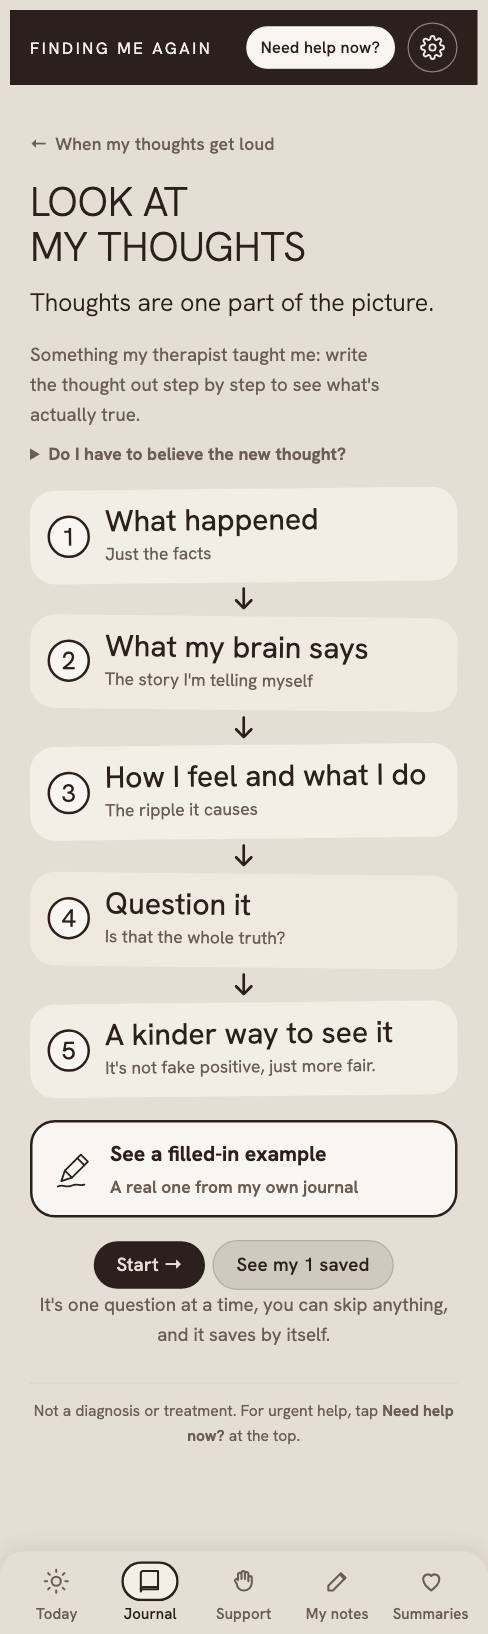 FINDING ME AGAIN
Need help now?
← When my thoughts get loud
LOOK AT
MY THOUGHTS
Thoughts are one part of the picture.
Something my therapist taught me: write
the thought out step by step to see what's
actually true.
▶ Do I have to believe the new thought?
1 What happened
Just the facts
↓
2 What my brain says
The story I'm telling myself
↓
3 How I feel and what I do
The ripple it causes
↓
4 Question it
Is that the whole truth?
↓
5 A kinder way to see it
It's not fake positive, just more fair.
See a filled-in example
A real one from my own journal
Start → See my 1 saved
It's one question at a time, you can skip anything,
and it saves by itself.
Not a diagnosis or treatment. For urgent help, tap Need help
now? at the top.
Today Journal Support My notes Summaries